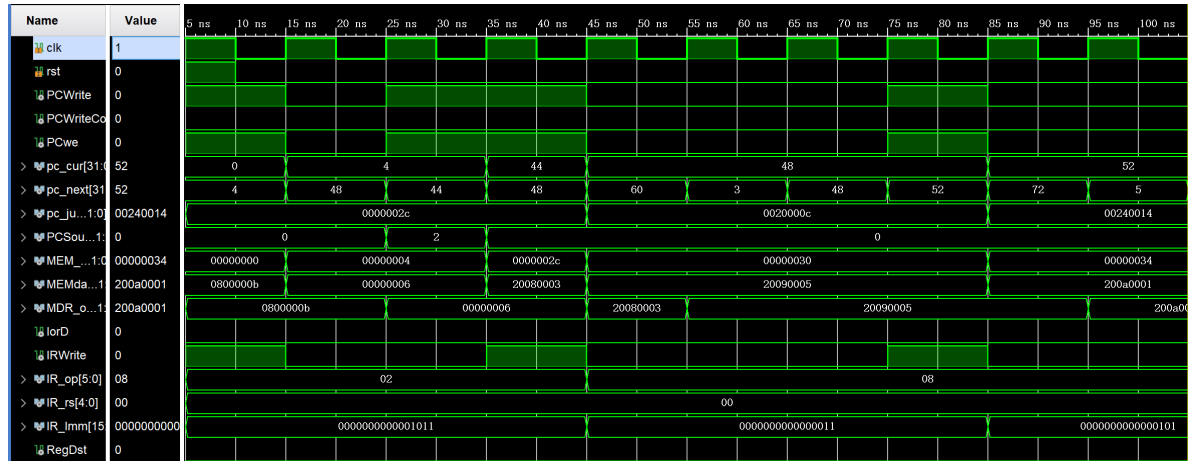 Name Value 5 ns 10 ns 15 ns 20 ns 25 ns 30 ns 35 ns 40 ns 45 ns 50 ns 55 ns 60 ns 65 ns 70 ns 75 ns 80 ns 85 ns 90 ns 95 ns 100 ns
clk 1
rst 0
PCWrite 0
PCWriteCo 0
PCwe 0
pc_cur[31:0 52 0 4 44 48 52
pc_next[31 52 4 48 44 48 60 3 48 52 72 5
pc_ju...1:0] 00240014 0000002c 0020000c 00240014
PCSou...1: 0 0 2 0
MEM_...1:0 00000034 00000000 00000004 0000002c 00000030 00000034
MEMda...1: 200a0001 0800000b 00000006 20080003 20090005 200a0001
MDR_o...1: 200a0001 0800000b 00000006 20080003 20090005 200a00
IorD 0
IRWrite 0
IR_op[5:0] 08 02 08
IR_rs[4:0] 00 00
IR_Imm[15: 0000000000 0000000000001011 0000000000000011 0000000000000101
RegDst 0